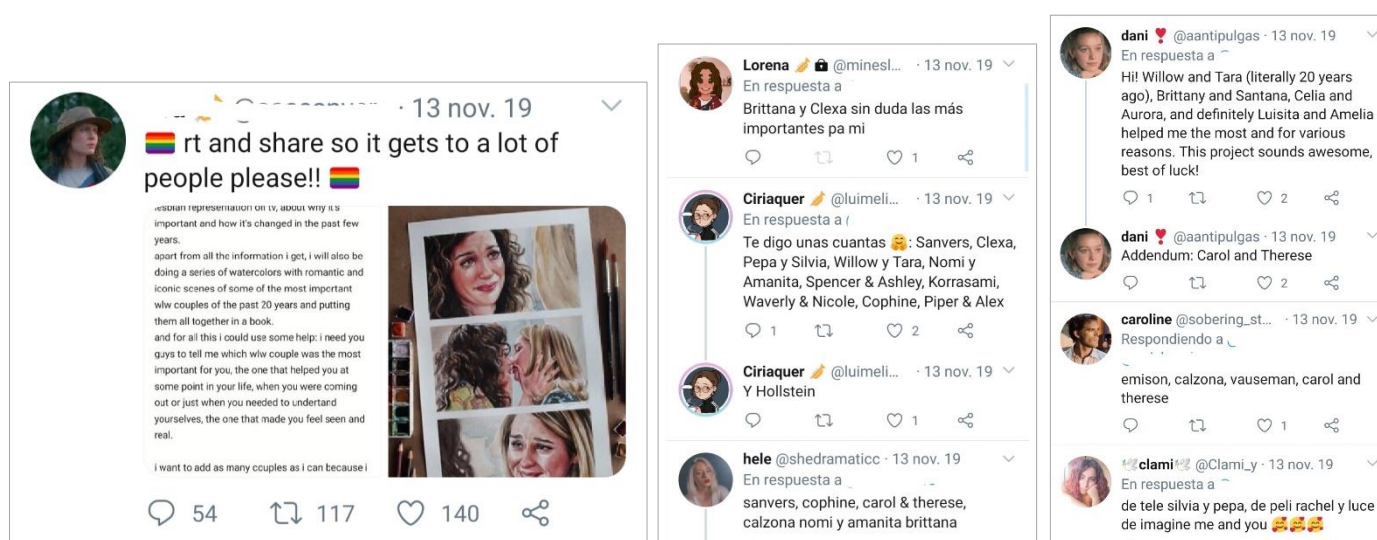 · 13 nov. 19
rt and share so it gets to a lot of
people please!!
lesbian representation on tv, about why it's
important and how it's changed in the past few
years.
apart from all the information i get, i will also be
doing a series of watercolors with romantic and
iconic scenes of some of the most important
wlw couples of the past 20 years and putting
them all together in a book.
and for all this i could use some help: i need you
guys to tell me which wlw couple was the most
important for you, the one that helped you at
some point in your life, when you were coming
out or just when you needed to undertand
yourselves, the one that made you feel seen and
real.
i want to add as many ccuples as i can because i
54 117 140
Lorena @minesl... · 13 nov. 19
En respuesta a
Brittana y Clexa sin duda las más
importantes pa mi
1
Ciriaquer @luimeli... · 13 nov. 19
En respuesta a
Te digo unas cuantas 🤗: Sanvers, Clexa,
Pepa y Silvia, Willow y Tara, Nomi y
Amanita, Spencer & Ashley, Korrasami,
Waverly & Nicole, Cophine, Piper & Alex
1 2
Ciriaquer @luimeli... · 13 nov. 19
Y Hollstein
1
hele @shedramaticc · 13 nov. 19
En respuesta a
sanvers, cophine, carol & therese,
calzona nomi y amanita brittana
dani @aantipulgas · 13 nov. 19
En respuesta a
Hi! Willow and Tara (literally 20 years
ago), Brittany and Santana, Celia and
Aurora, and definitely Luisita and Amelia
helped me the most and for various
reasons. This project sounds awesome,
best of luck!
1 2
dani @aantipulgas · 13 nov. 19
Addendum: Carol and Therese
2
caroline @sobering_st... · 13 nov. 19
Respondiendo a
emison, calzona, vauseman, carol and
therese
1
clami @Clami_y · 13 nov. 19
En respuesta a
de tele silvia y pepa, de peli rachel y luce
de imagine me and you 🥰🥰🥰